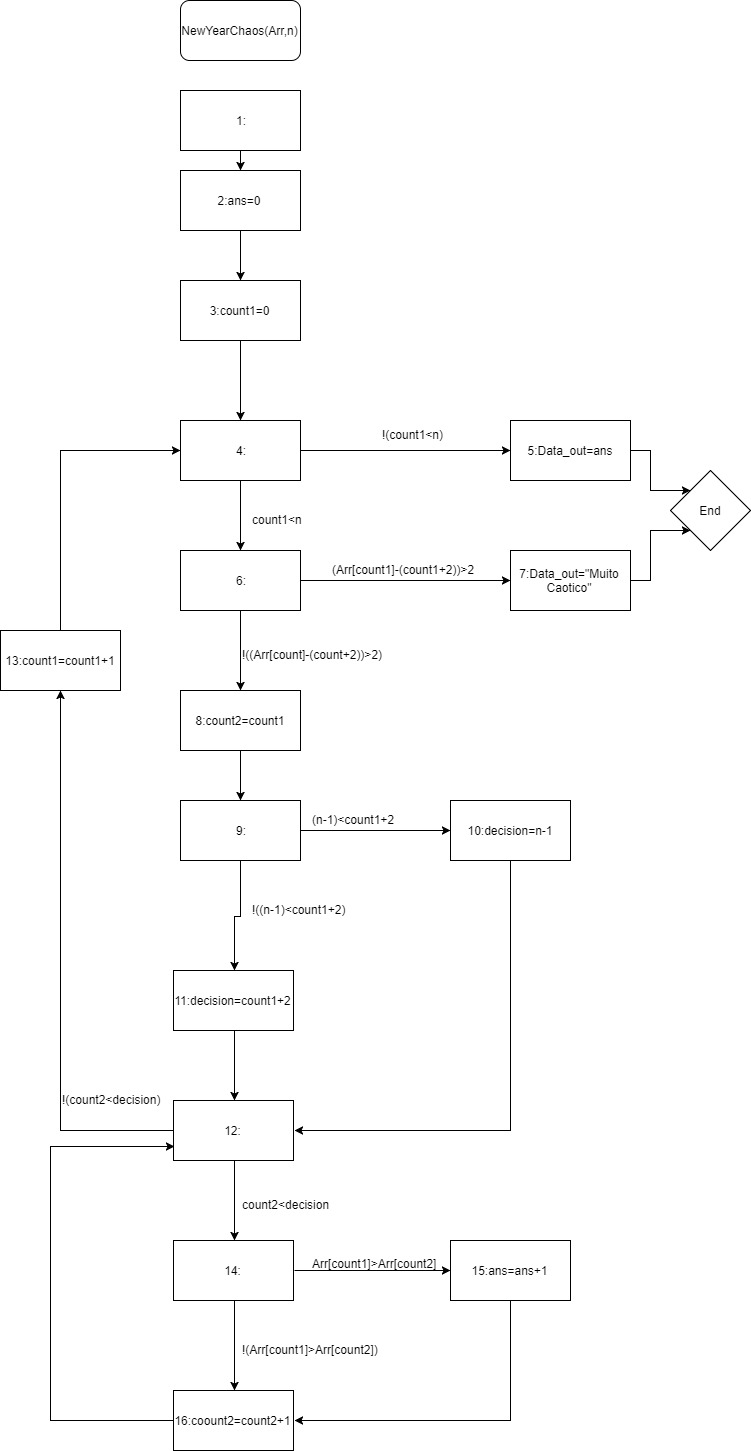 NewYearChaos(Arr,n)
1:
2:ans=0
3:count1=0
4:
!(count1<n)
5:Data_out=ans
End
count1<n
6:
(Arr[count1]-(count1+2))>2
7:Data_out="Muito
Caotico"
13:count1=count1+1
!((Arr[count]-(count+2))>2)
8:count2=count1
9:
(n-1)<count1+2
10:decision=n-1
!((n-1)<count1+2)
11:decision=count1+2
!(count2<decision)
12:
count2<decision
14:
Arr[count1]>Arr[count2]
15:ans=ans+1
!(Arr[count1]>Arr[count2])
16:coount2=count2+1